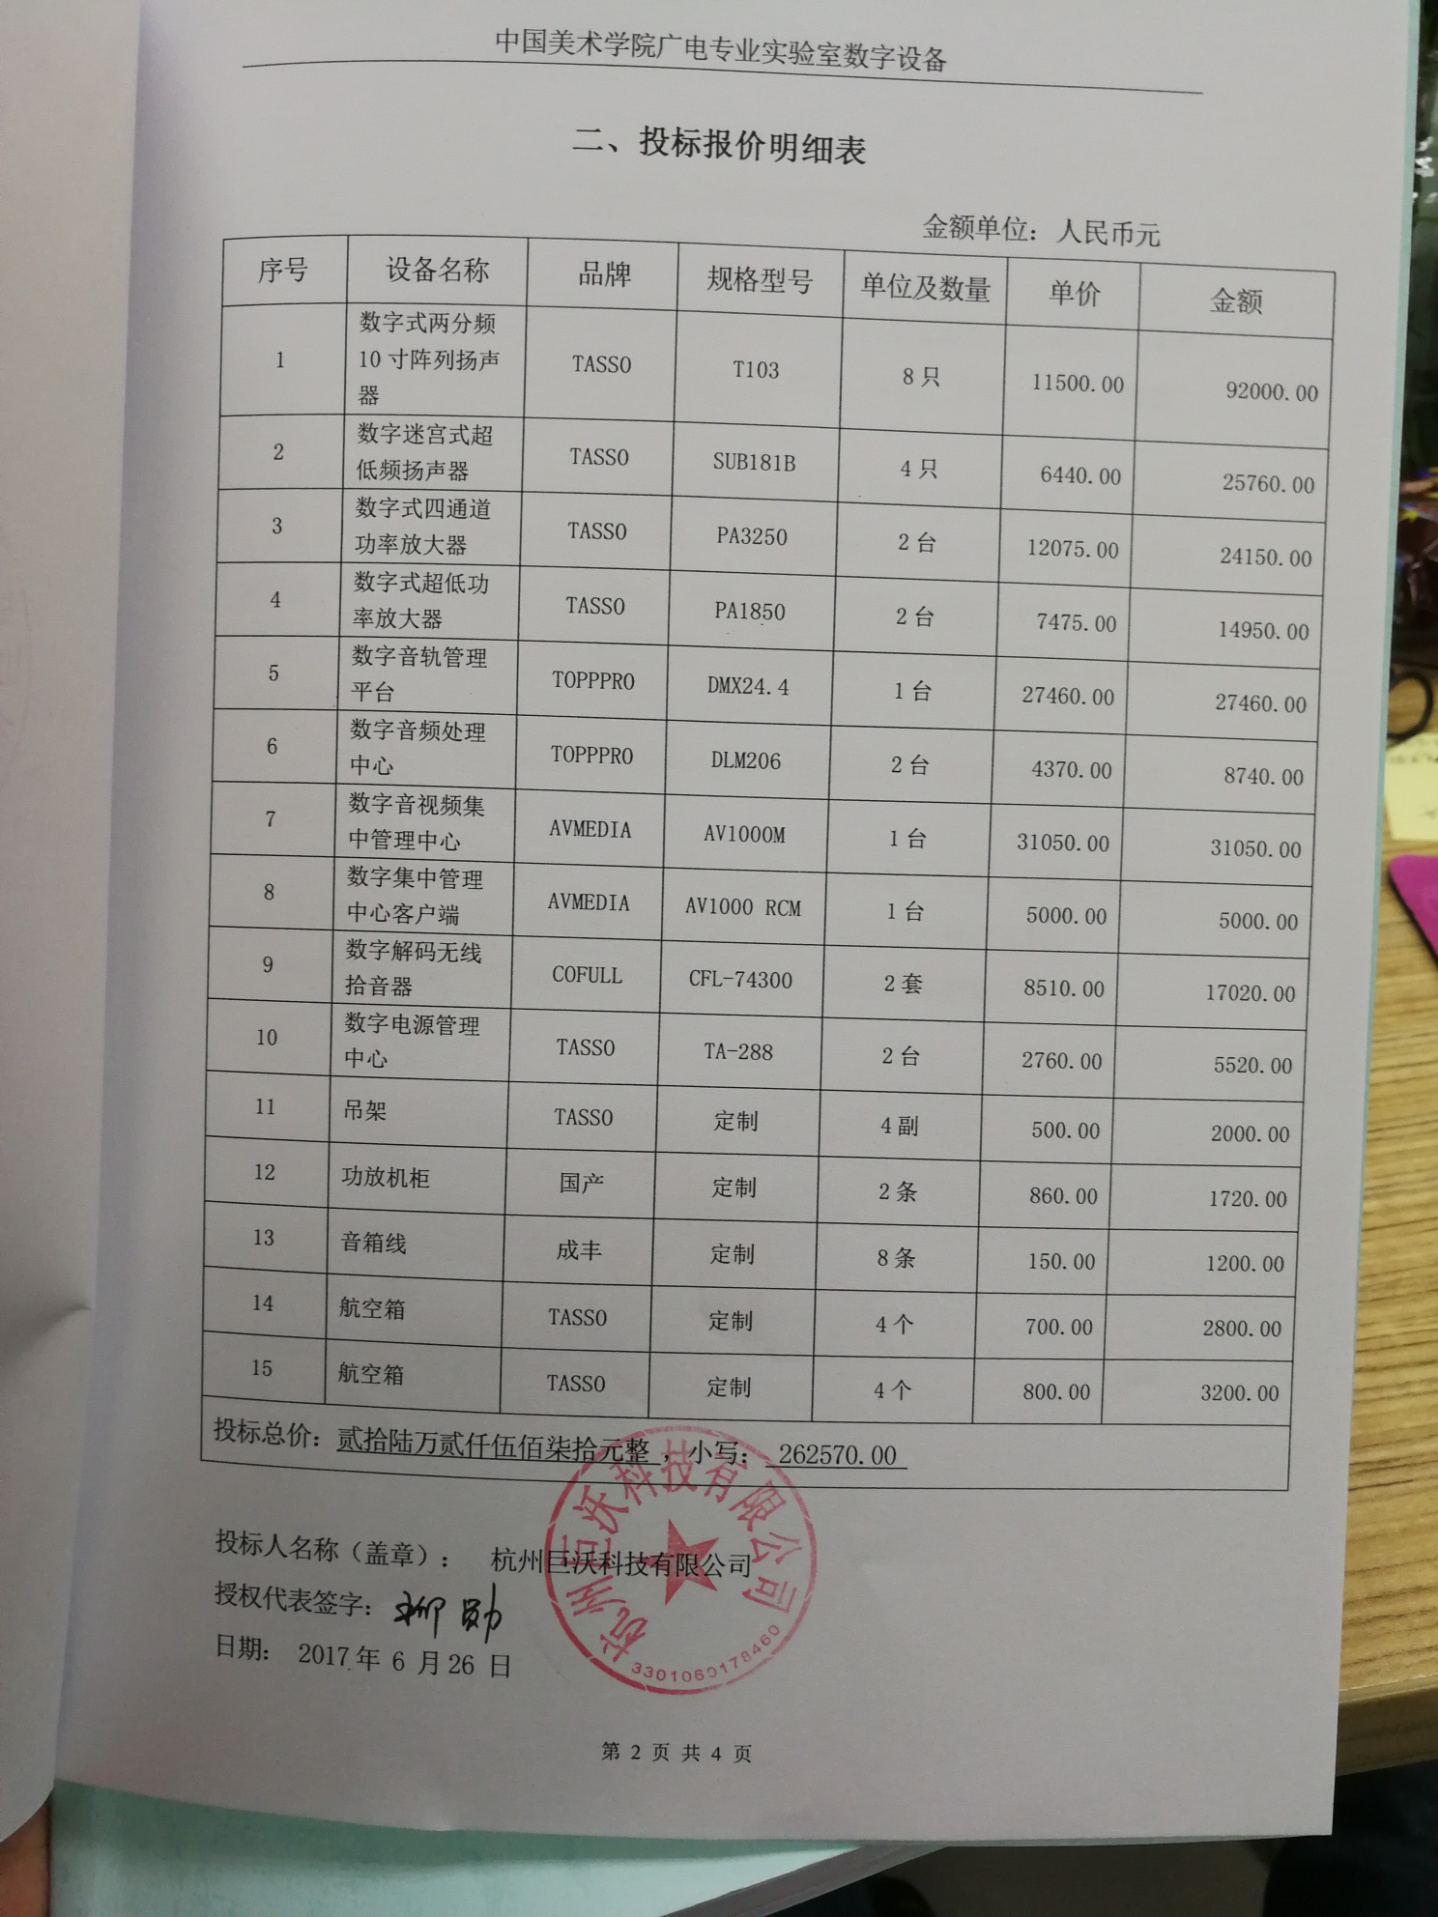 中国美术学院广电专业实验室数字设备
二、投标报价明细表
金额单位：人民币元
序号 设备名称 品牌 规格型号 单位及数量 单价 金额
1 数字式两分频10寸阵列扬声器 TASSO T103 8只 11500.00 92000.00
2 数字迷宫式超低频扬声器 TASSO SUB181B 4只 6440.00 25760.00
3 数字式四通道功率放大器 TASSO PA3250 2台 12075.00 24150.00
4 数字式超低功率放大器 TASSO PA1850 2台 7475.00 14950.00
5 数字音轨管理平台 TOPPPRO DMX24.4 1台 27460.00 27460.00
6 数字音频处理中心 TOPPPRO DLM206 2台 4370.00 8740.00
7 数字音视频集中管理中心 AVMEDIA AV1000M 1台 31050.00 31050.00
8 数字集中管理中心客户端 AVMEDIA AV1000 RCM 1台 5000.00 5000.00
9 数字解码无线拾音器 COFULL CFL-74300 2套 8510.00 17020.00
10 数字电源管理中心 TASSO TA-288 2台 2760.00 5520.00
11 吊架 TASSO 定制 4副 500.00 2000.00
12 功放机柜 国产 定制 2条 860.00 1720.00
13 音箱线 成丰 定制 8条 150.00 1200.00
14 航空箱 TASSO 定制 4个 700.00 2800.00
15 航空箱 TASSO 定制 4个 800.00 3200.00
投标总价：贰拾陆万贰仟伍佰柒拾元整，小写：262570.00
投标人名称（盖章）： 杭州巨沃科技有限公司
授权代表签字：柳勋
日期： 2017年6月26日
杭州巨沃科技有限公司
3301060178460
第 2 页 共 4 页